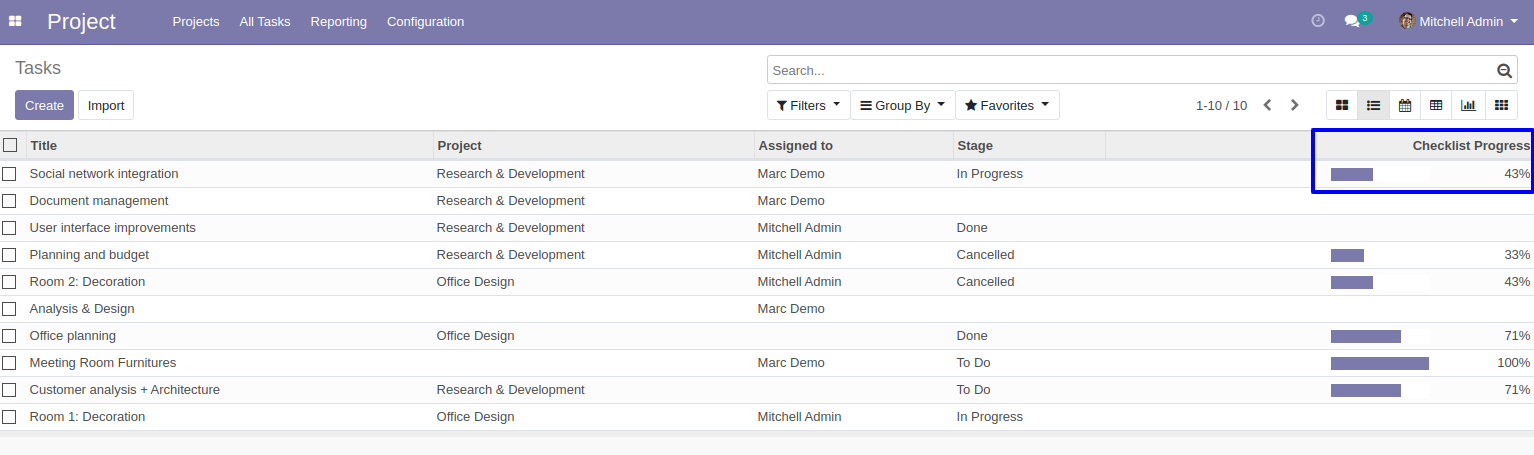 Project Projects All Tasks Reporting Configuration 3 Mitchell Admin
Tasks Search...
Create Import Filters Group By Favorites 1-10 / 10
Title Project Assigned to Stage Checklist Progress
Social network integration Research & Development Marc Demo In Progress 43%
Document management Research & Development Marc Demo
User interface improvements Research & Development Mitchell Admin Done
Planning and budget Research & Development Mitchell Admin Cancelled 33%
Room 2: Decoration Office Design Mitchell Admin Cancelled 43%
Analysis & Design Marc Demo
Office planning Office Design Done 71%
Meeting Room Furnitures Marc Demo To Do 100%
Customer analysis + Architecture Research & Development To Do 71%
Room 1: Decoration Office Design Mitchell Admin In Progress